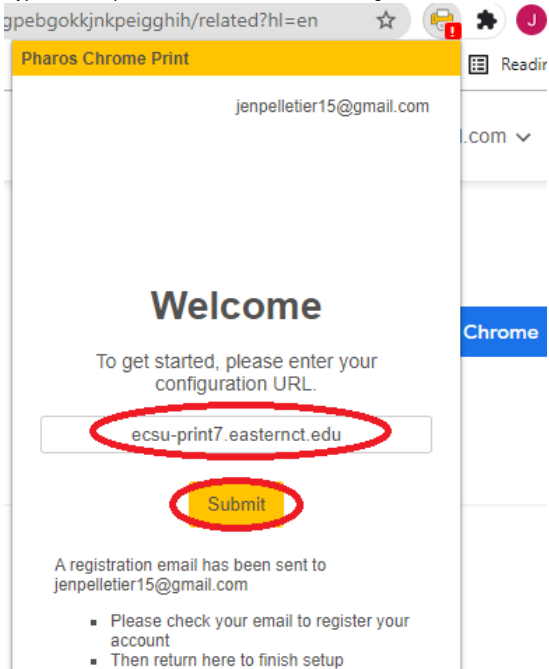 gpebgokkjnkpeigghih/related?hl=en
J
Pharos Chrome Print
Readin
jenpelletier15@gmail.com
l.com
Welcome
Chrome
To get started, please enter your
configuration URL.
ecsu-print7.easternct.edu
Submit
A registration email has been sent to
jenpelletier15@gmail.com
▪ Please check your email to register your
account
▪ Then return here to finish setup